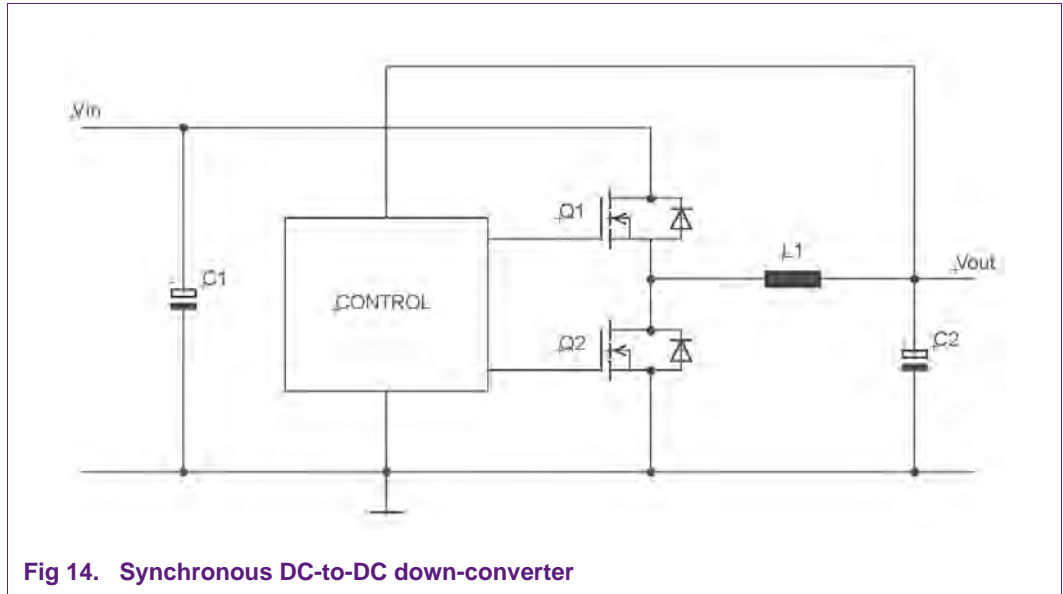 Vin
Q1
L1
Vout
C1
CONTROL
Q2
C2
Fig 14. Synchronous DC-to-DC down-converter